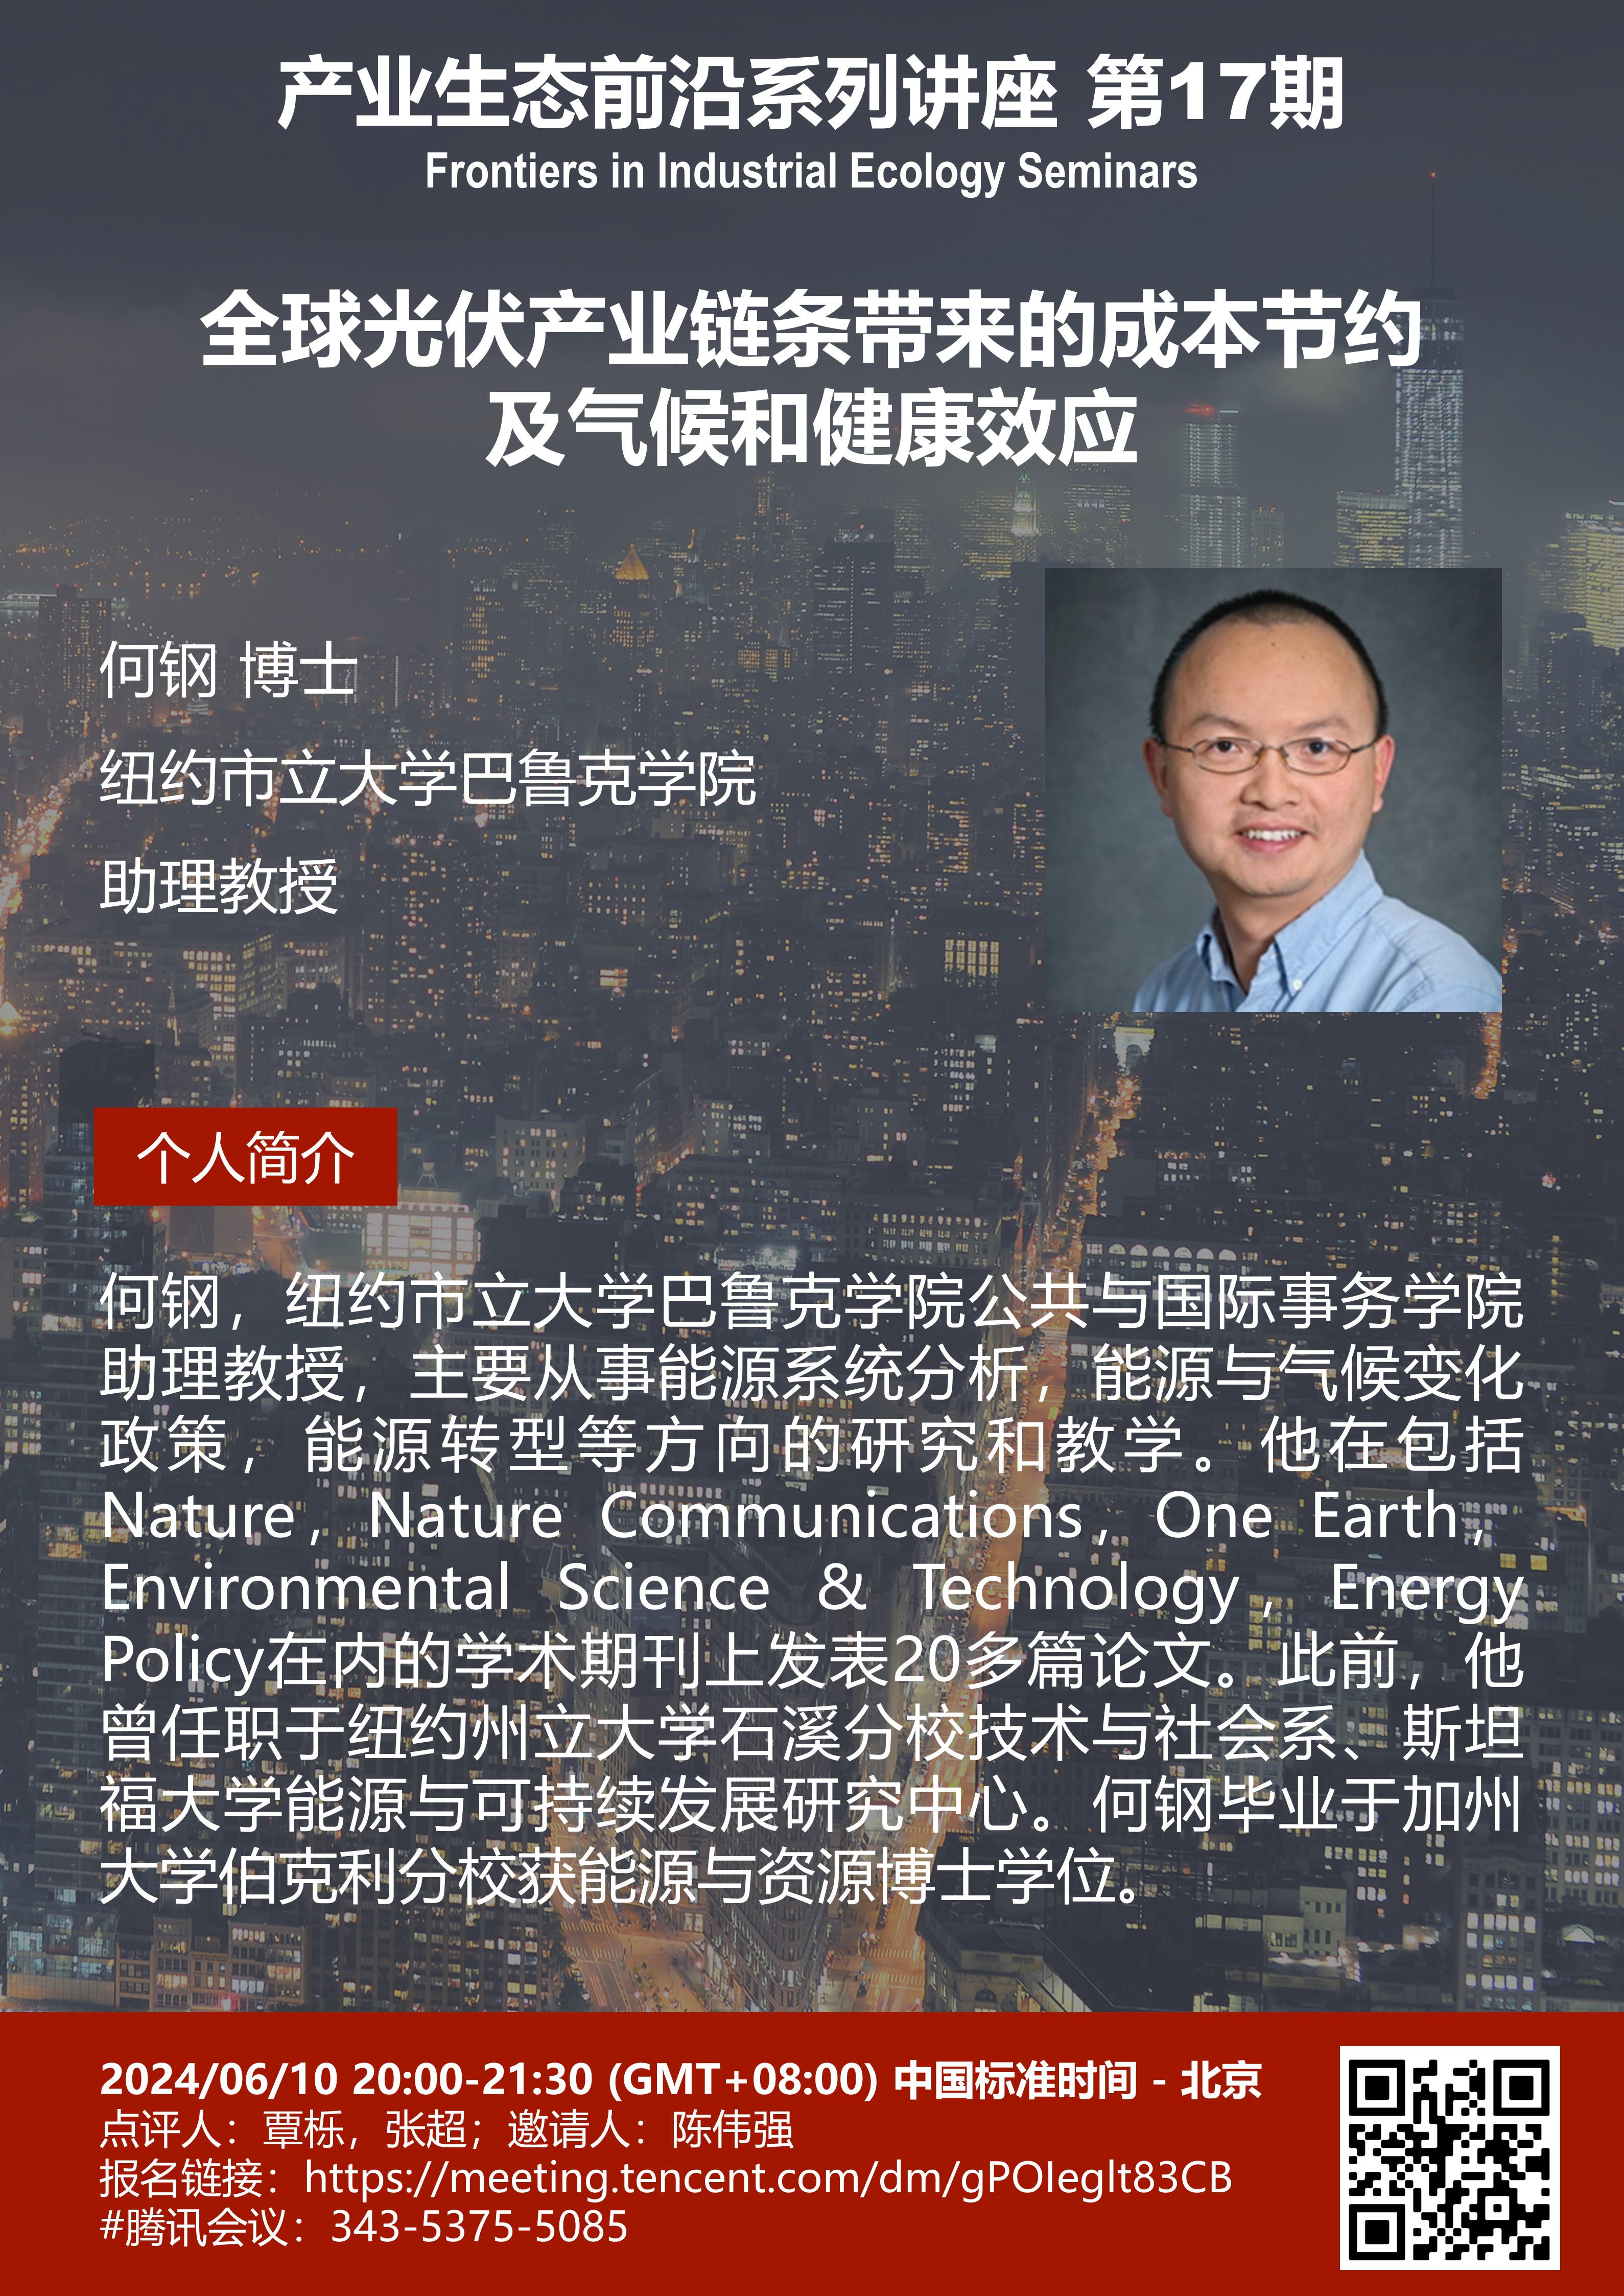 产业生态前沿系列讲座 第17期
Frontiers in Industrial Ecology Seminars
全球光伏产业链条带来的成本节约
及气候和健康效应
何钢 博士
纽约市立大学巴鲁克学院
助理教授
个人简介
何钢，纽约市立大学巴鲁克学院公共与国际事务学院
助理教授，主要从事能源系统分析，能源与气候变化
政策，能源转型等方向的研究和教学。他在包括
Nature，Nature Communications，One Earth，
Environmental Science & Technology，Energy
Policy在内的学术期刊上发表20多篇论文。此前，他
曾任职于纽约州立大学石溪分校技术与社会系、斯坦
福大学能源与可持续发展研究中心。何钢毕业于加州
大学伯克利分校获能源与资源博士学位。
2024/06/10 20:00-21:30 (GMT+08:00) 中国标准时间 - 北京
点评人：覃栎，张超；邀请人：陈伟强
报名链接：https://meeting.tencent.com/dm/gPOIeglt83CB
#腾讯会议：343-5375-5085